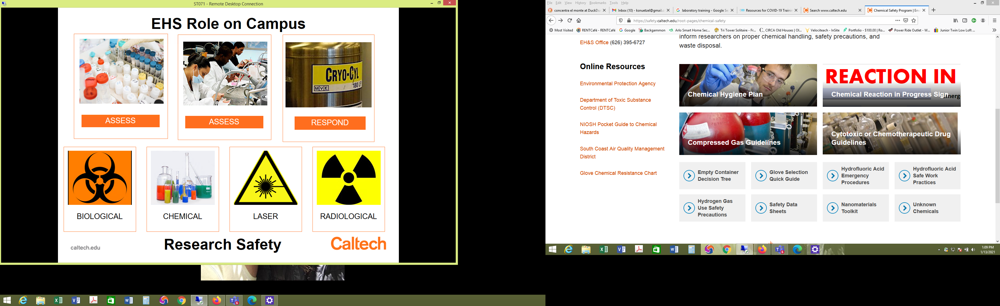 ST071 - Remote Desktop Connection
EHS Role on Campus
CRYO-CYL
MVE
180 LP
ASSESS
ASSESS
RESPOND
BIOLOGICAL
CHEMICAL
LASER
RADIOLOGICAL
caltech.edu
Research Safety
Caltech
File Edit View History Bookmarks Tools Help
concentra el monte at DuckDu
Inbox (10) - ksnuetzel@gmail.c
laboratory training - Google Se
Resources for COVID-19 Trainin
Search www.caltech.edu
Chemical Safety Program | Env
https://safety.caltech.edu/root-pages/chemical-safety
Most Visited
RENTCafé - RENTCafé
Google
Backgammon
Arlo Smart Home Sec...
Tri Tower Solitaire - Fr...
CIRCA Old Houses | Ol...
Velociteach - InSite
Portfolio - $100.00 | Ro...
Power Ride Outlet - W...
Junior Twin Low Loft ...
EH&S Office (626) 395-6727
Online Resources
Environmental Protection Agency
Department of Toxic Substance
Control (DTSC)
NIOSH Pocket Guide to Chemical
Hazards
South Coast Air Quality Management
District
Glove Chemical Resistance Chart
inform researchers on proper chemical handling, safety precautions, and
waste disposal.
Chemical Hygiene Plan
REACTION IN
Chemical Reaction in Progress Sign
Emerg
Compressed Gas Guidelines
Cytotoxic or Chemotherapeutic Drug
Guidelines
Empty Container
Decision Tree
Glove Selection
Quick Guide
Hydrofluoric Acid
Emergency
Procedures
Hydrofluoric Acid
Safe Work
Practices
Hydrogen Gas
Use Safety
Precautions
Safety Data
Sheets
Nanomaterials
Toolkit
Unknown
Chemicals
1:09 PM
1/13/2021